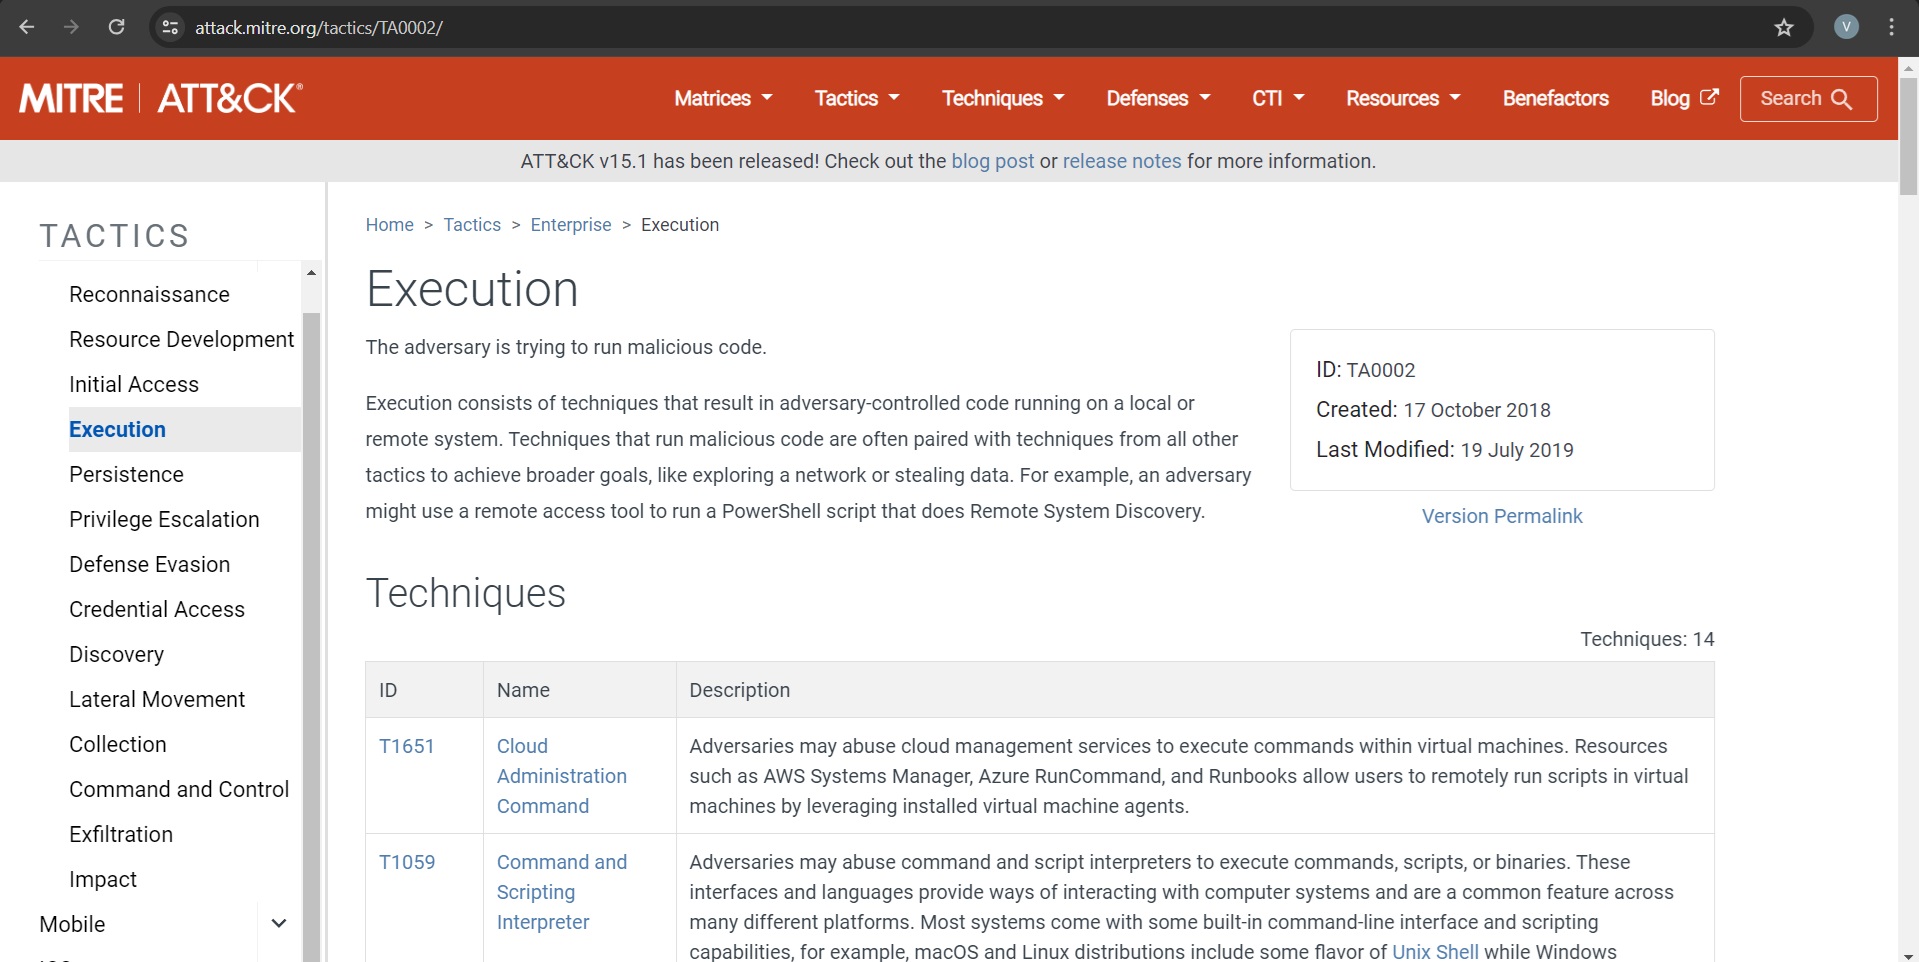 attack.mitre.org/tactics/TA0002/
V
MITRE | ATT&CK®
Matrices
Tactics
Techniques
Defenses
CTI
Resources
Benefactors
Blog
Search
ATT&CK v15.1 has been released! Check out the blog post or release notes for more information.
TACTICS
Reconnaissance
Resource Development
Initial Access
Execution
Persistence
Privilege Escalation
Defense Evasion
Credential Access
Discovery
Lateral Movement
Collection
Command and Control
Exfiltration
Impact
Mobile
Home > Tactics > Enterprise > Execution
Execution
The adversary is trying to run malicious code.
Execution consists of techniques that result in adversary-controlled code running on a local or
remote system. Techniques that run malicious code are often paired with techniques from all other
tactics to achieve broader goals, like exploring a network or stealing data. For example, an adversary
might use a remote access tool to run a PowerShell script that does Remote System Discovery.
ID: TA0002
Created: 17 October 2018
Last Modified: 19 July 2019
Version Permalink
Techniques
Techniques: 14
ID
Name
Description
T1651
Cloud
Administration
Command
Adversaries may abuse cloud management services to execute commands within virtual machines. Resources
such as AWS Systems Manager, Azure RunCommand, and Runbooks allow users to remotely run scripts in virtual
machines by leveraging installed virtual machine agents.
T1059
Command and
Scripting
Interpreter
Adversaries may abuse command and script interpreters to execute commands, scripts, or binaries. These
interfaces and languages provide ways of interacting with computer systems and are a common feature across
many different platforms. Most systems come with some built-in command-line interface and scripting
capabilities, for example, macOS and Linux distributions include some flavor of Unix Shell while Windows